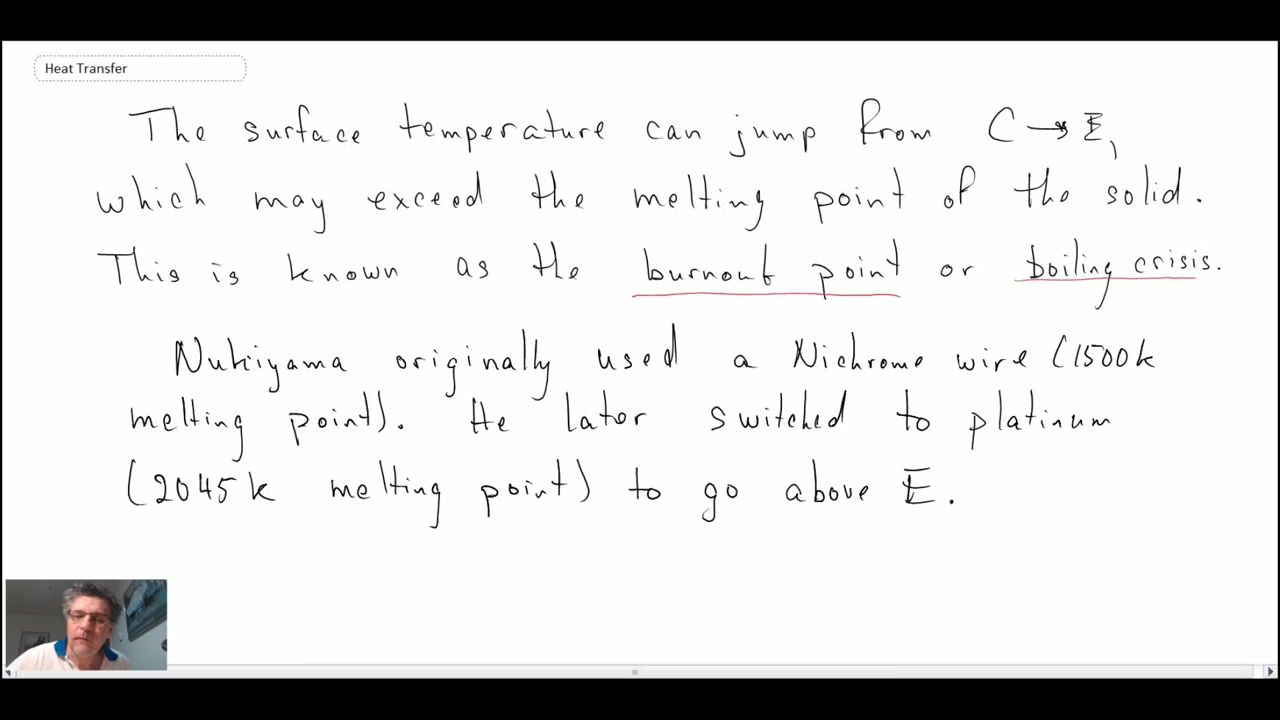 Heat Transfer
The surface temperature can jump from C → E,
which may exceed the melting point of the solid.
This is known as the burnout point or boiling crisis.
Nukiyama originally used a Nichrome wire (1500k
melting point). He later switched to platinum
(2045k melting point) to go above E.